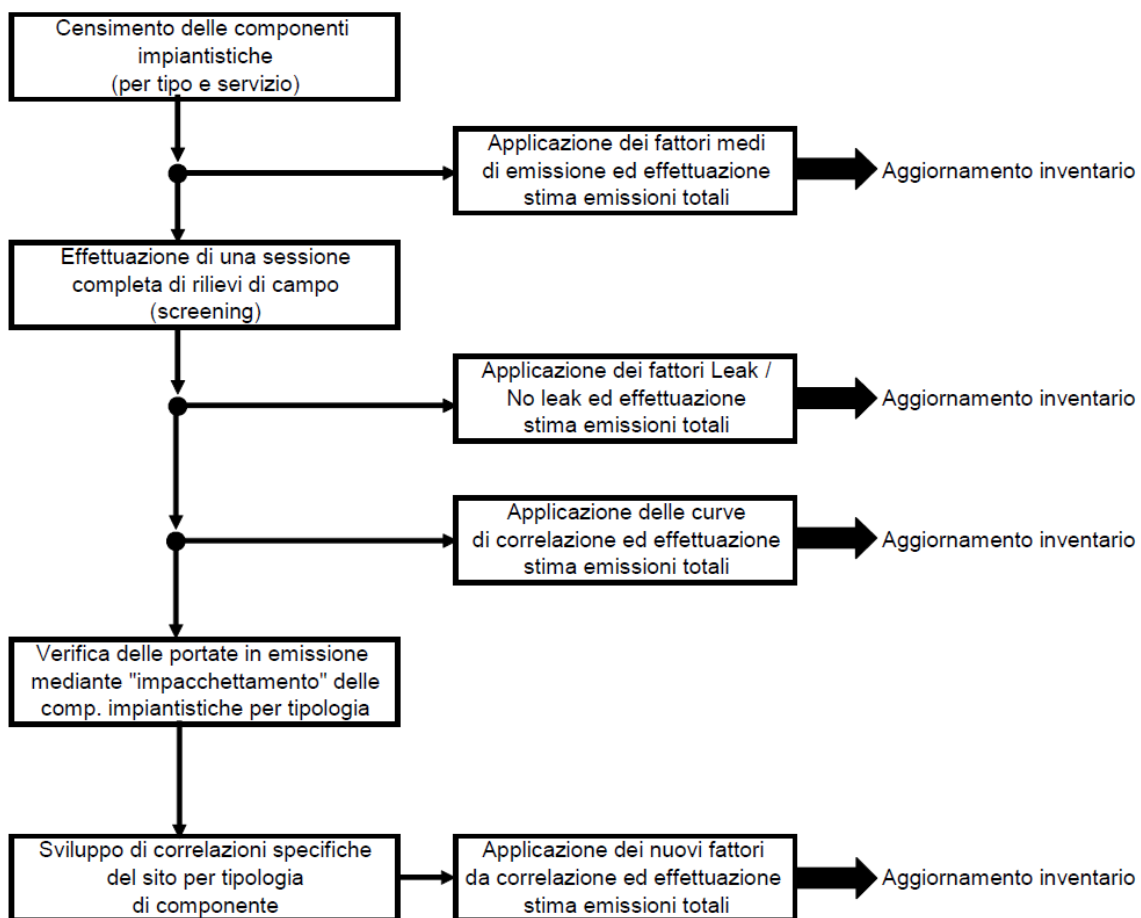 Censimento delle componenti
impiantistiche
(per tipo e servizio)
Applicazione dei fattori medi
di emissione ed effettuazione
stima emissioni totali
Aggiornamento inventario
Effettuazione di una sessione
completa di rilievi di campo
(screening)
Applicazione dei fattori Leak /
No leak ed effettuazione
stima emissioni totali
Aggiornamento inventario
Applicazione delle curve
di correlazione ed effettuazione
stima emissioni totali
Aggiornamento inventario
Verifica delle portate in emissione
mediante "impacchettamento" delle
comp. impiantistiche per tipologia
Sviluppo di correlazioni specifiche
del sito per tipologia
di componente
Applicazione dei nuovi fattori
da correlazione ed effettuazione
stima emissioni totali
Aggiornamento inventario